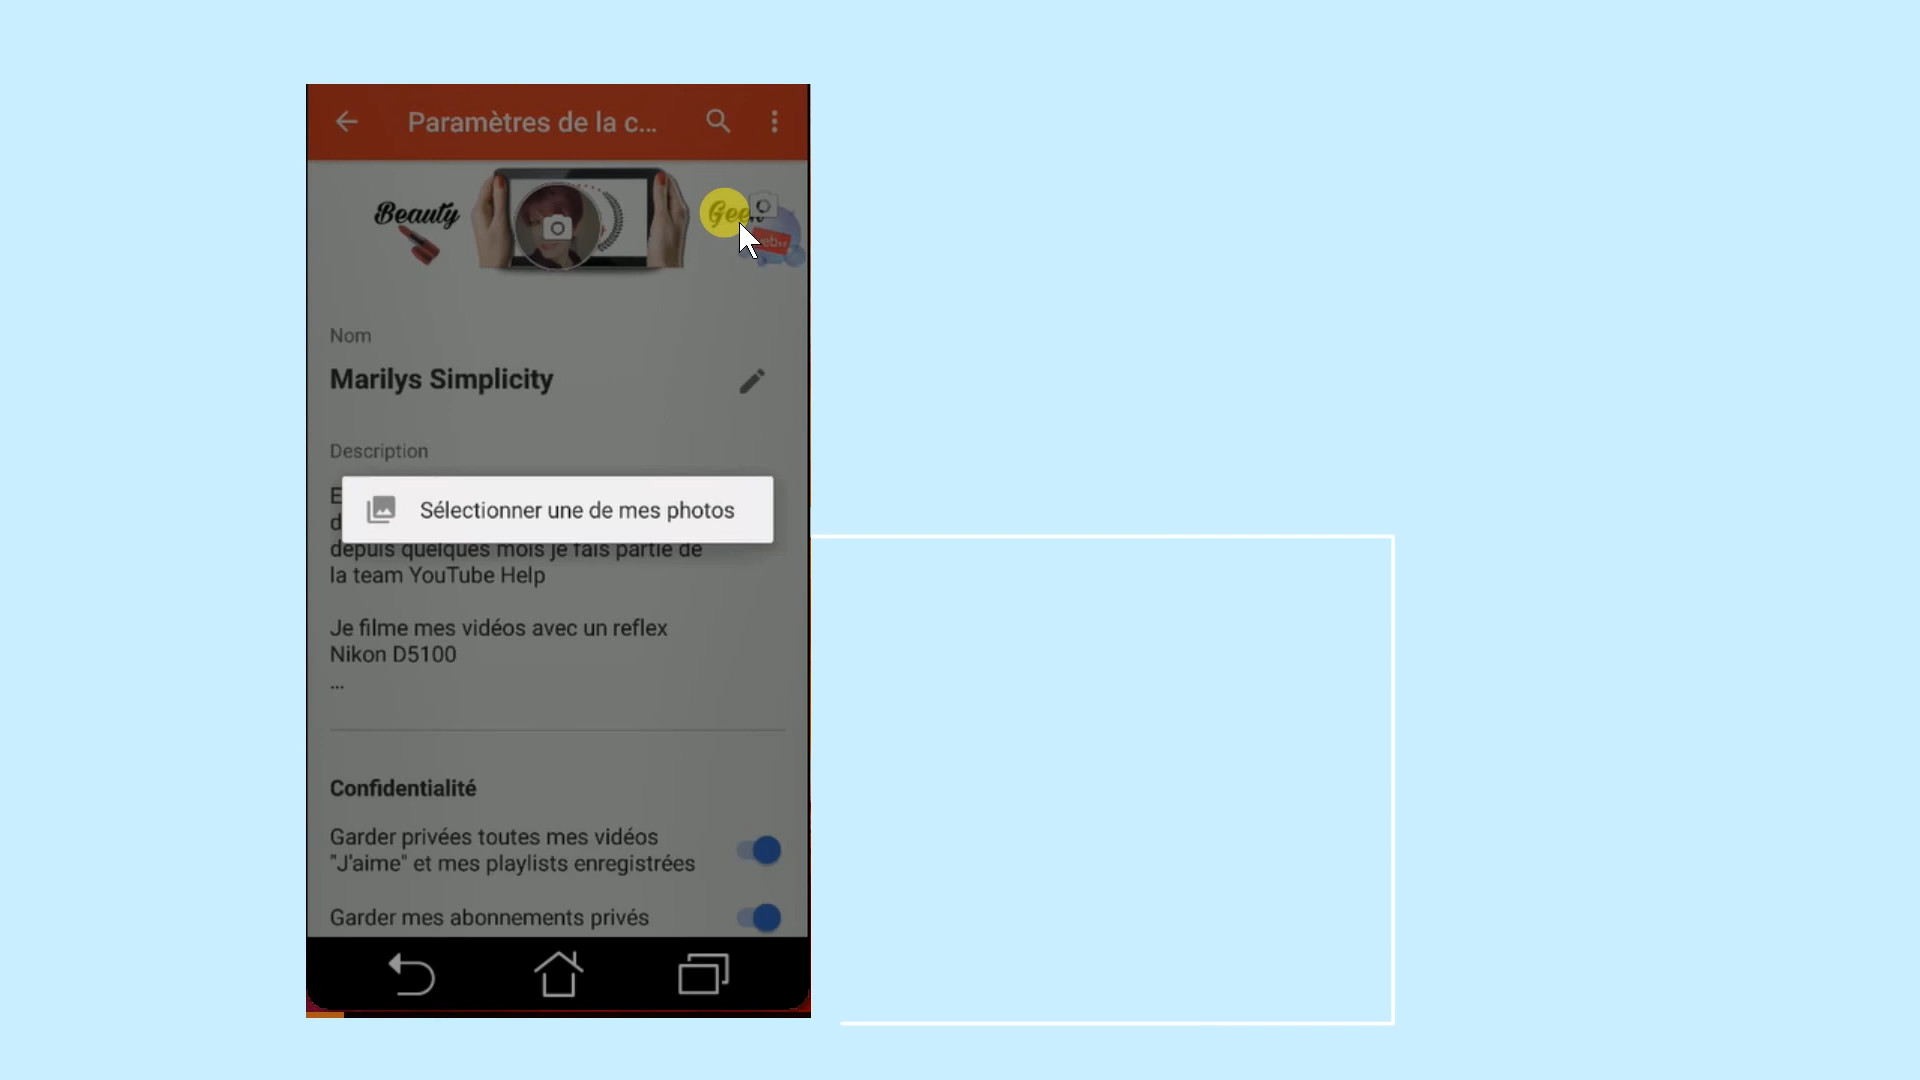 Paramètres de la c...
Beauty
Nom
Marilys Simplicity
Description
Sélectionner une de mes photos
depuis quelques mois je fais partie de
la team YouTube Help
Je filme mes vidéos avec un reflex
Nikon D5100
...
Confidentialité
Garder privées toutes mes vidéos
"J'aime" et mes playlists enregistrées
Garder mes abonnements privés